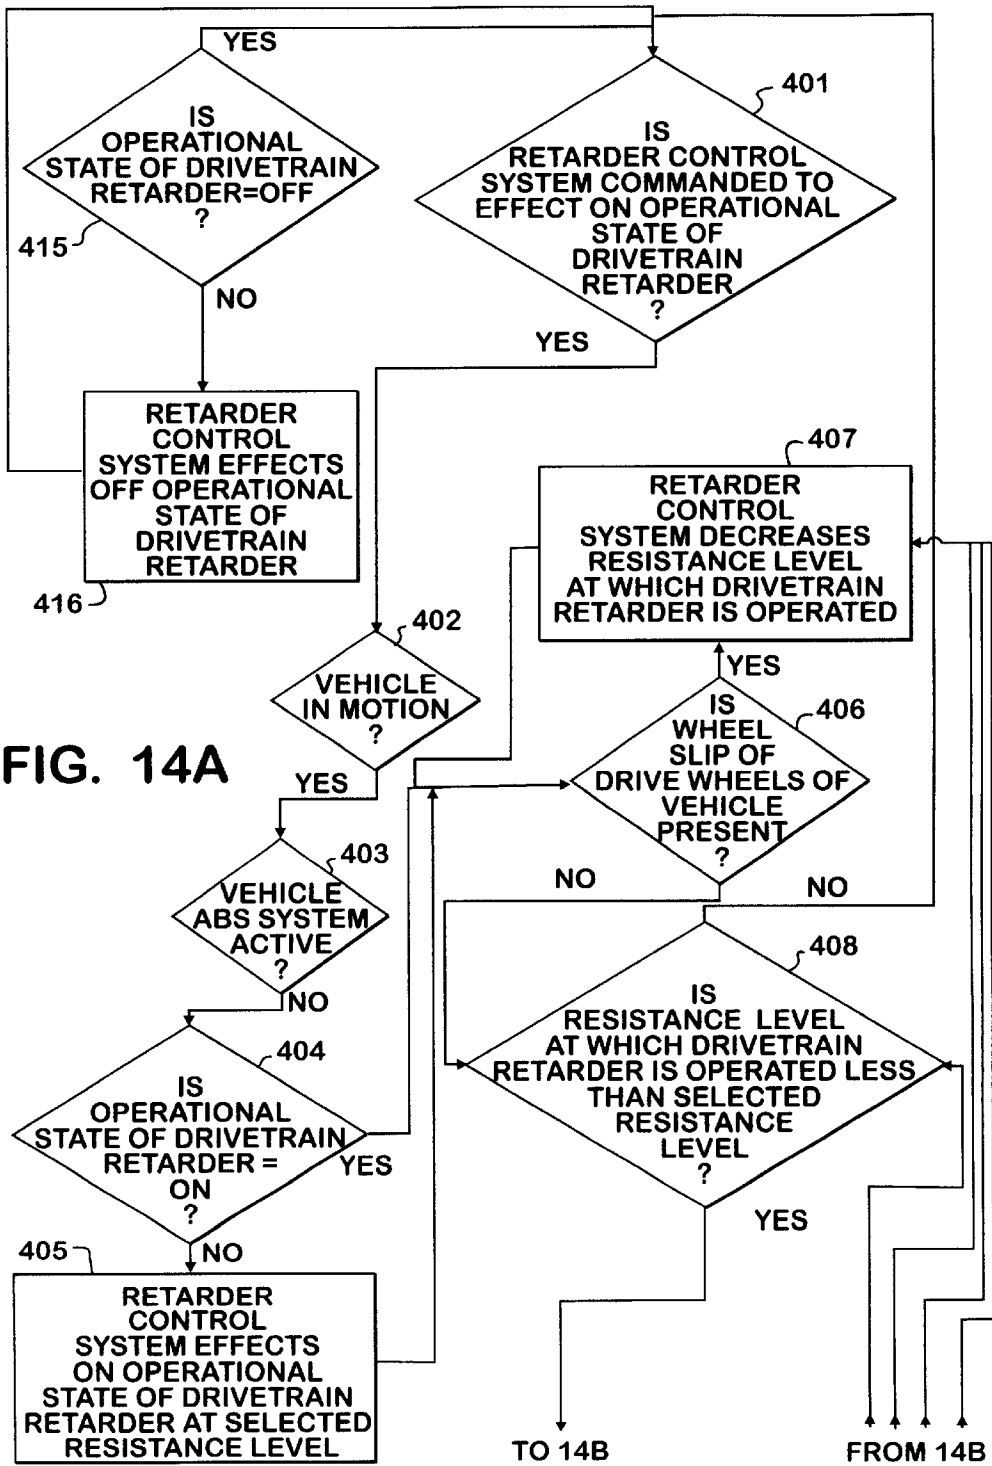 YES
401
IS
OPERATIONAL
STATE OF DRIVETRAIN
RETARDER=OFF
?
415
NO
IS
RETARDER CONTROL
SYSTEM COMMANDED TO
EFFECT ON OPERATIONAL
STATE OF
DRIVETRAIN
RETARDER
?
YES
RETARDER
CONTROL
SYSTEM EFFECTS
OFF OPERATIONAL
STATE OF
DRIVETRAIN
RETARDER
416
407
RETARDER
CONTROL
SYSTEM DECREASES
RESISTANCE LEVEL
AT WHICH DRIVETRAIN
RETARDER IS OPERATED
402
VEHICLE
IN MOTION
?
YES
YES
406
IS
WHEEL
SLIP OF
DRIVE WHEELS OF
VEHICLE
PRESENT
?
NO
NO
FIG. 14A
403
VEHICLE
ABS SYSTEM
ACTIVE
?
NO
408
IS
RESISTANCE LEVEL
AT WHICH DRIVETRAIN
RETARDER IS OPERATED LESS
THAN SELECTED
RESISTANCE
LEVEL
?
YES
404
IS
OPERATIONAL
STATE OF DRIVETRAIN
RETARDER =
ON
?
YES
NO
405
RETARDER
CONTROL
SYSTEM EFFECTS
ON OPERATIONAL
STATE OF DRIVETRAIN
RETARDER AT SELECTED
RESISTANCE LEVEL
TO 14B
FROM 14B